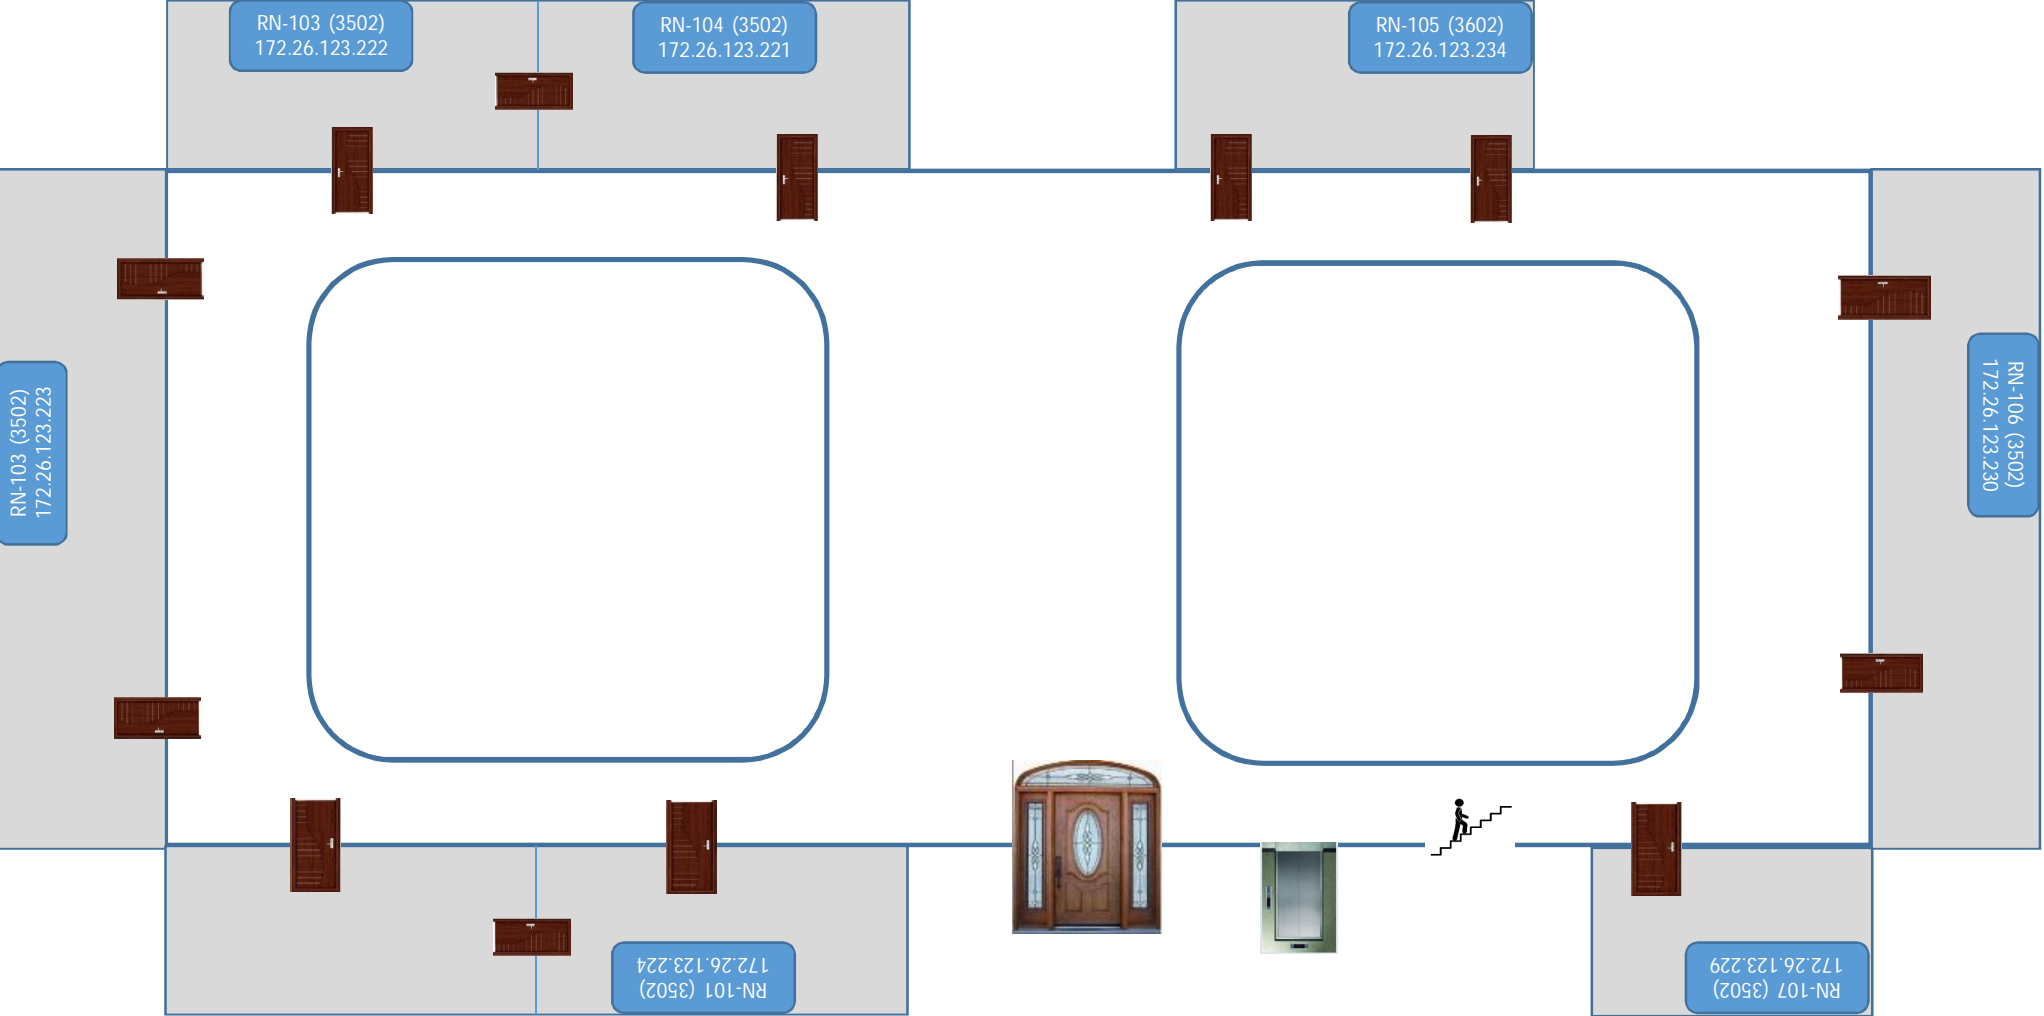 RN-103 (3502)
172.26.123.222
RN-104 (3502)
172.26.123.221
RN-105 (3602)
172.26.123.234
RN-103 (3502)
172.26.123.223
RN-106 (3502)
172.26.123.230
RN-101 (3502)
172.26.123.224
RN-107 (3502)
172.26.123.229